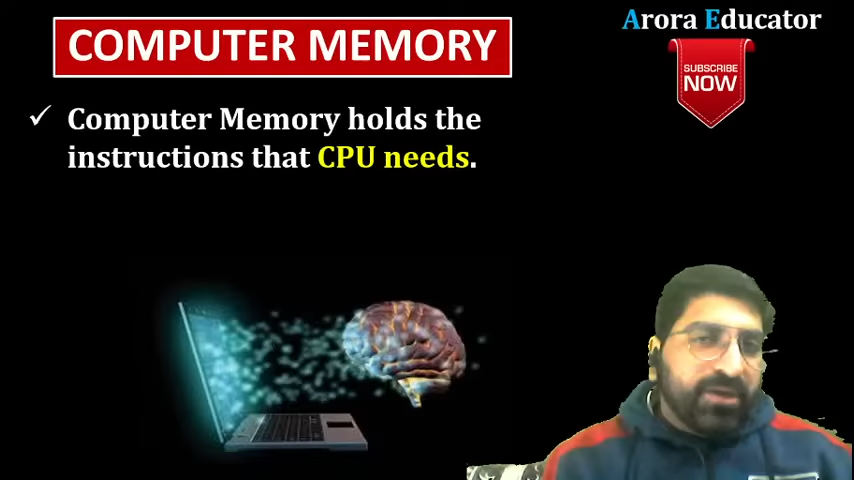 COMPUTER MEMORY
Arora Educator
SUBSCRIBE
NOW
✓ Computer Memory holds the
instructions that CPU needs.